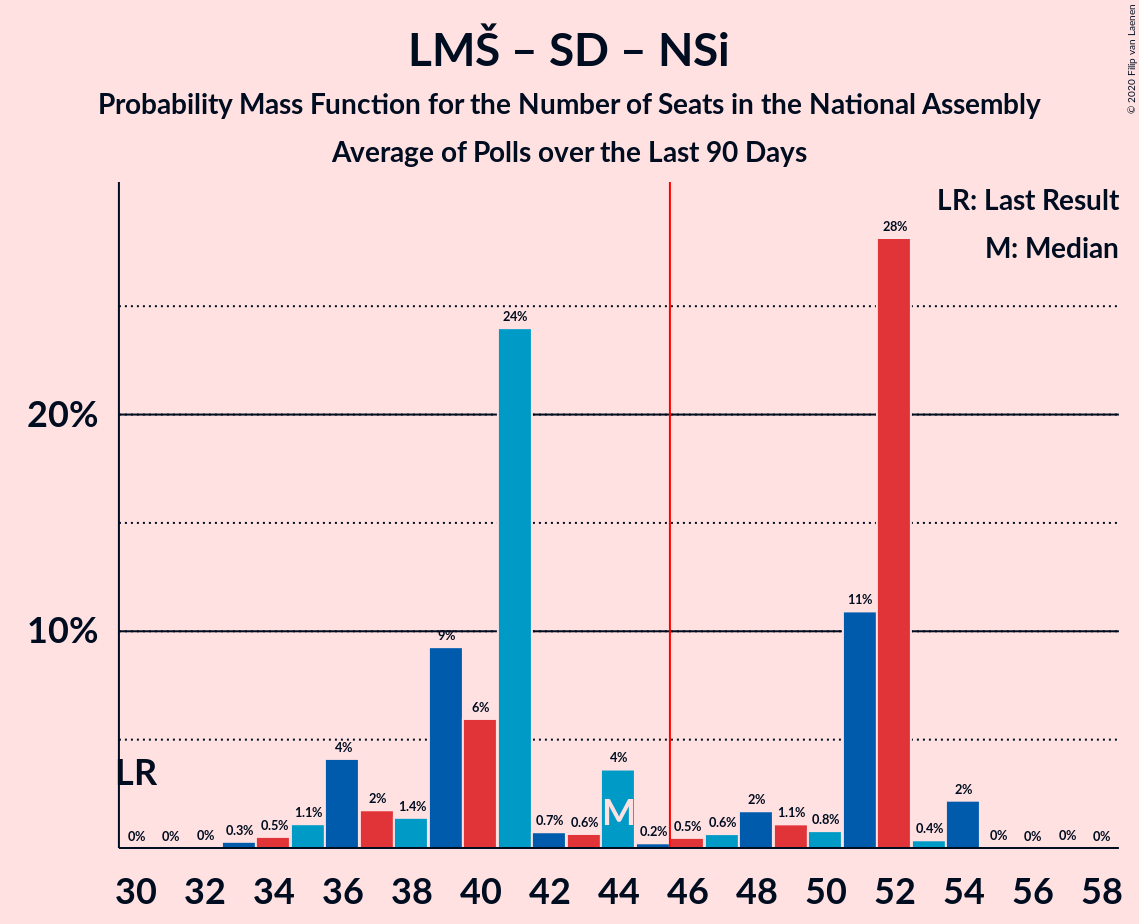 LMŠ – SD – NSi
Probability Mass Function for the Number of Seats in the National Assembly
Average of Polls over the Last 90 Days
© 2020 Filip van Laenen
LR: Last Result
M: Median
20%
10%
LR
M
0% 0% 0% 0.3% 0.5% 1.1% 4% 2% 1.4% 9% 6% 24% 0.7% 0.6% 4% 0.2% 0.5% 0.6% 2% 1.1% 0.8% 11% 28% 0.4% 2% 0% 0% 0% 0%
30 32 34 36 38 40 42 44 46 48 50 52 54 56 58